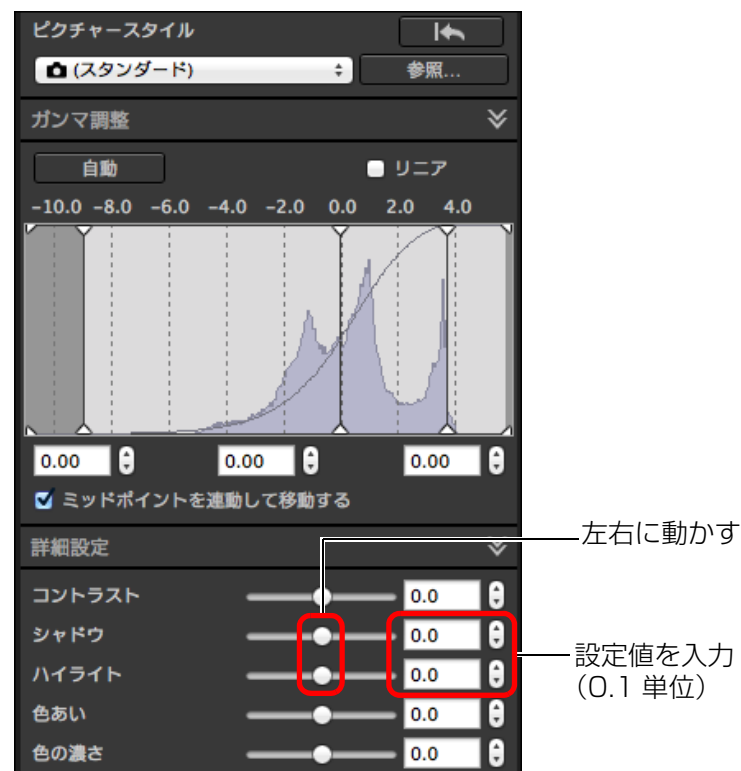 ピクチャースタイル
(スタンダード)
参照...
ガンマ調整
自動
リニア
-10.0 -8.0 -6.0 -4.0 -2.0 0.0 2.0 4.0
0.00 0.00 0.00
ミッドポイントを連動して移動する
詳細設定
左右に動かす
コントラスト 0.0
シャドウ 0.0
ハイライト 0.0
設定値を入力
（0.1 単位）
色あい 0.0
色の濃さ 0.0